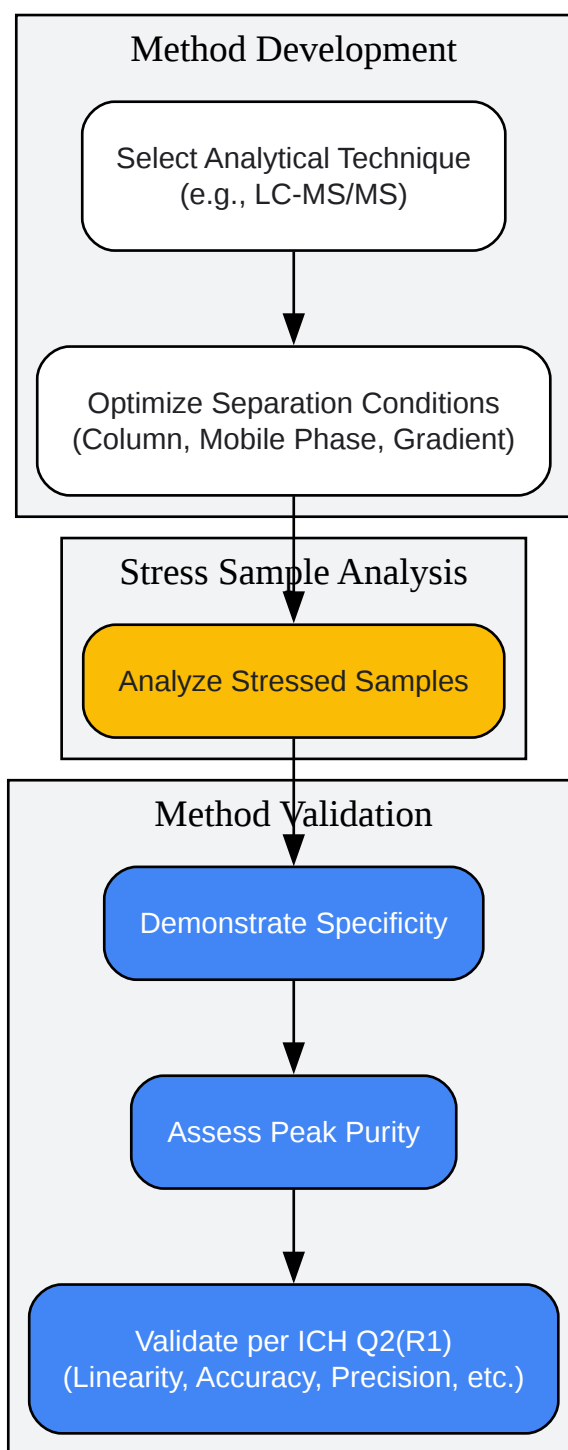 Method Development
Select Analytical Technique
(e.g., LC-MS/MS)
Optimize Separation Conditions
(Column, Mobile Phase, Gradient)
Stress Sample Analysis
Analyze Stressed Samples
Method Validation
Demonstrate Specificity
Assess Peak Purity
Validate per ICH Q2(R1)
(Linearity, Accuracy, Precision, etc.)